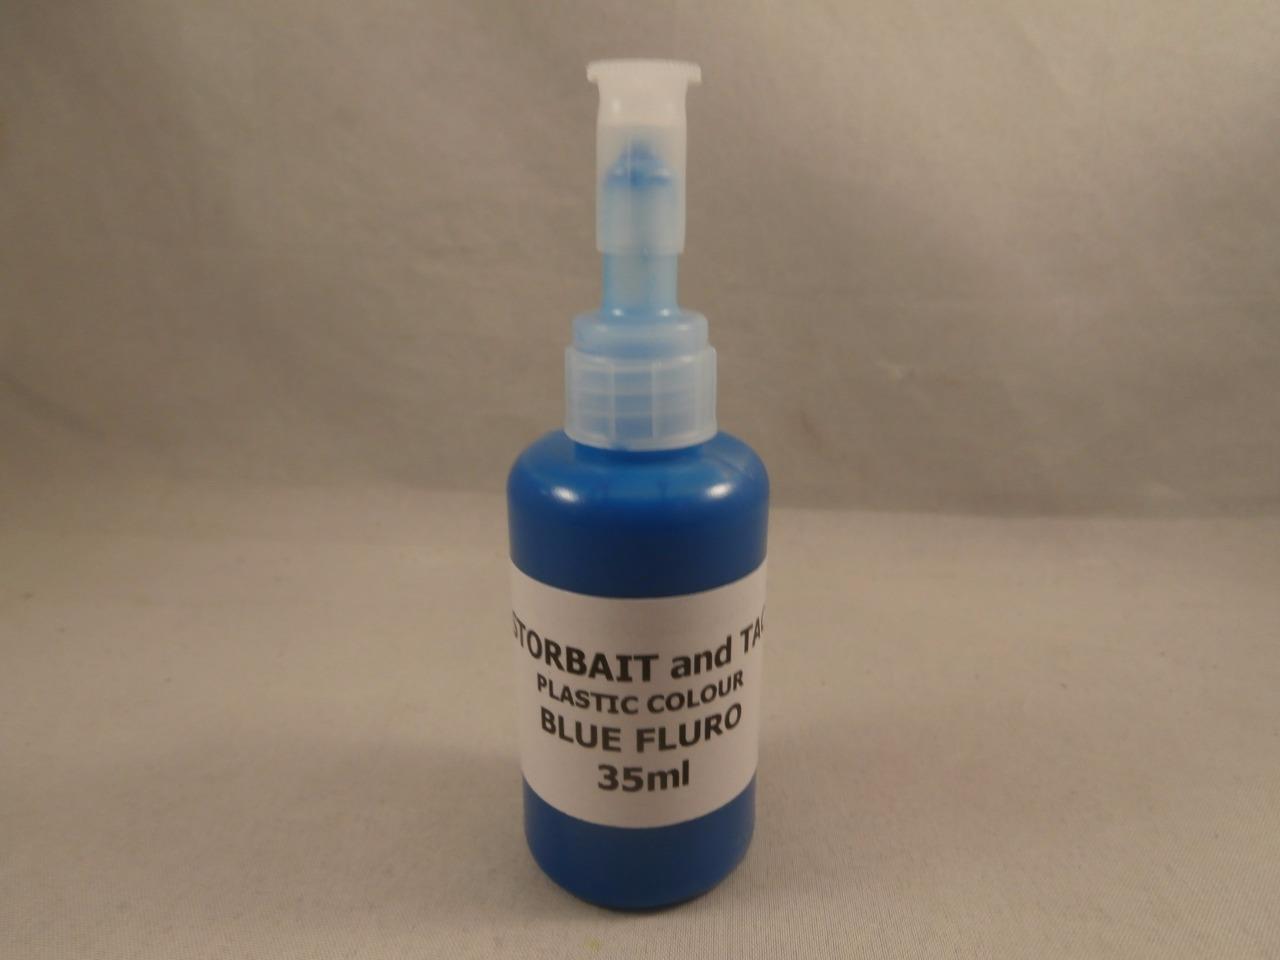 STORBAIT and TAC
PLASTIC COLOUR
BLUE FLURO
35ml